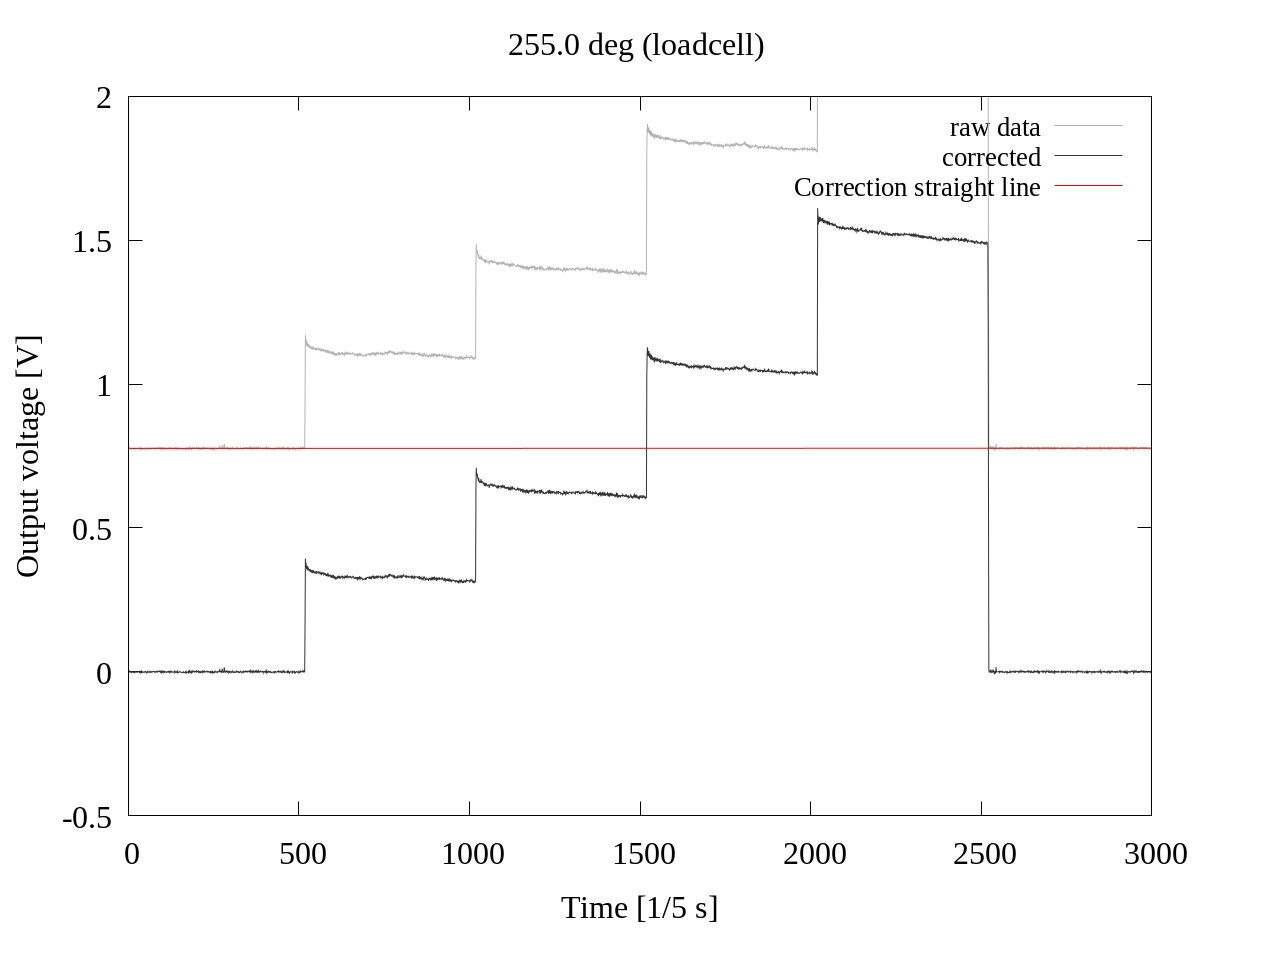 255.0 deg (loadcell)
2
1.5
1
0.5
0
-0.5
0 500 1000 1500 2000 2500 3000
Output voltage [V]
Time [1/5 s]
raw data
corrected
Correction straight line